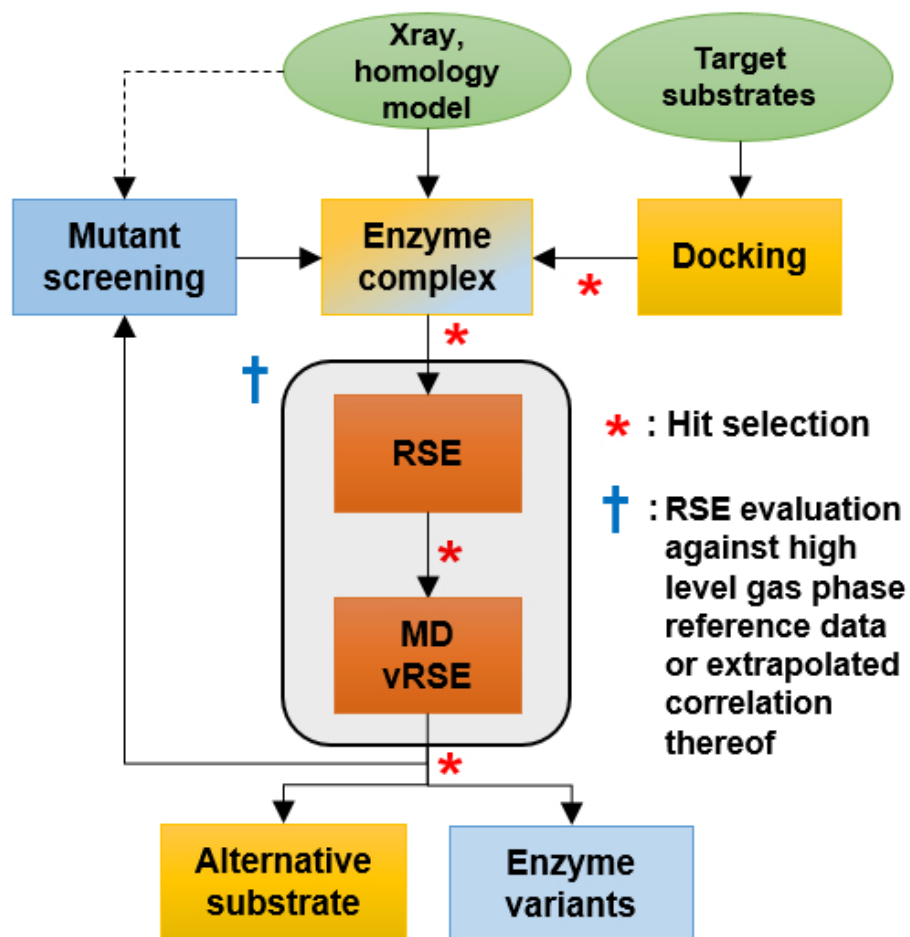 Xray,
homology
model
Target
substrates
Mutant
screening
Enzyme
complex
Docking
*
*
†
RSE
* : Hit selection
*
† : RSE evaluation
against high
level gas phase
reference data
or extrapolated
correlation
thereof
MD
vRSE
*
Alternative
substrate
Enzyme
variants